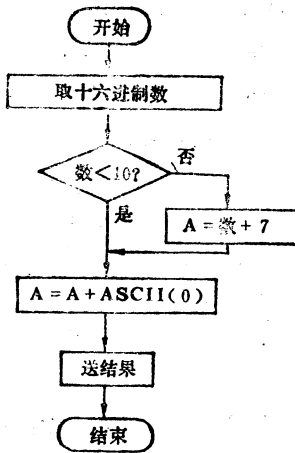 开始
取十六进制数
数<10?
否
是
A=数+7
A=A+ASCII(0)
送结果
结束